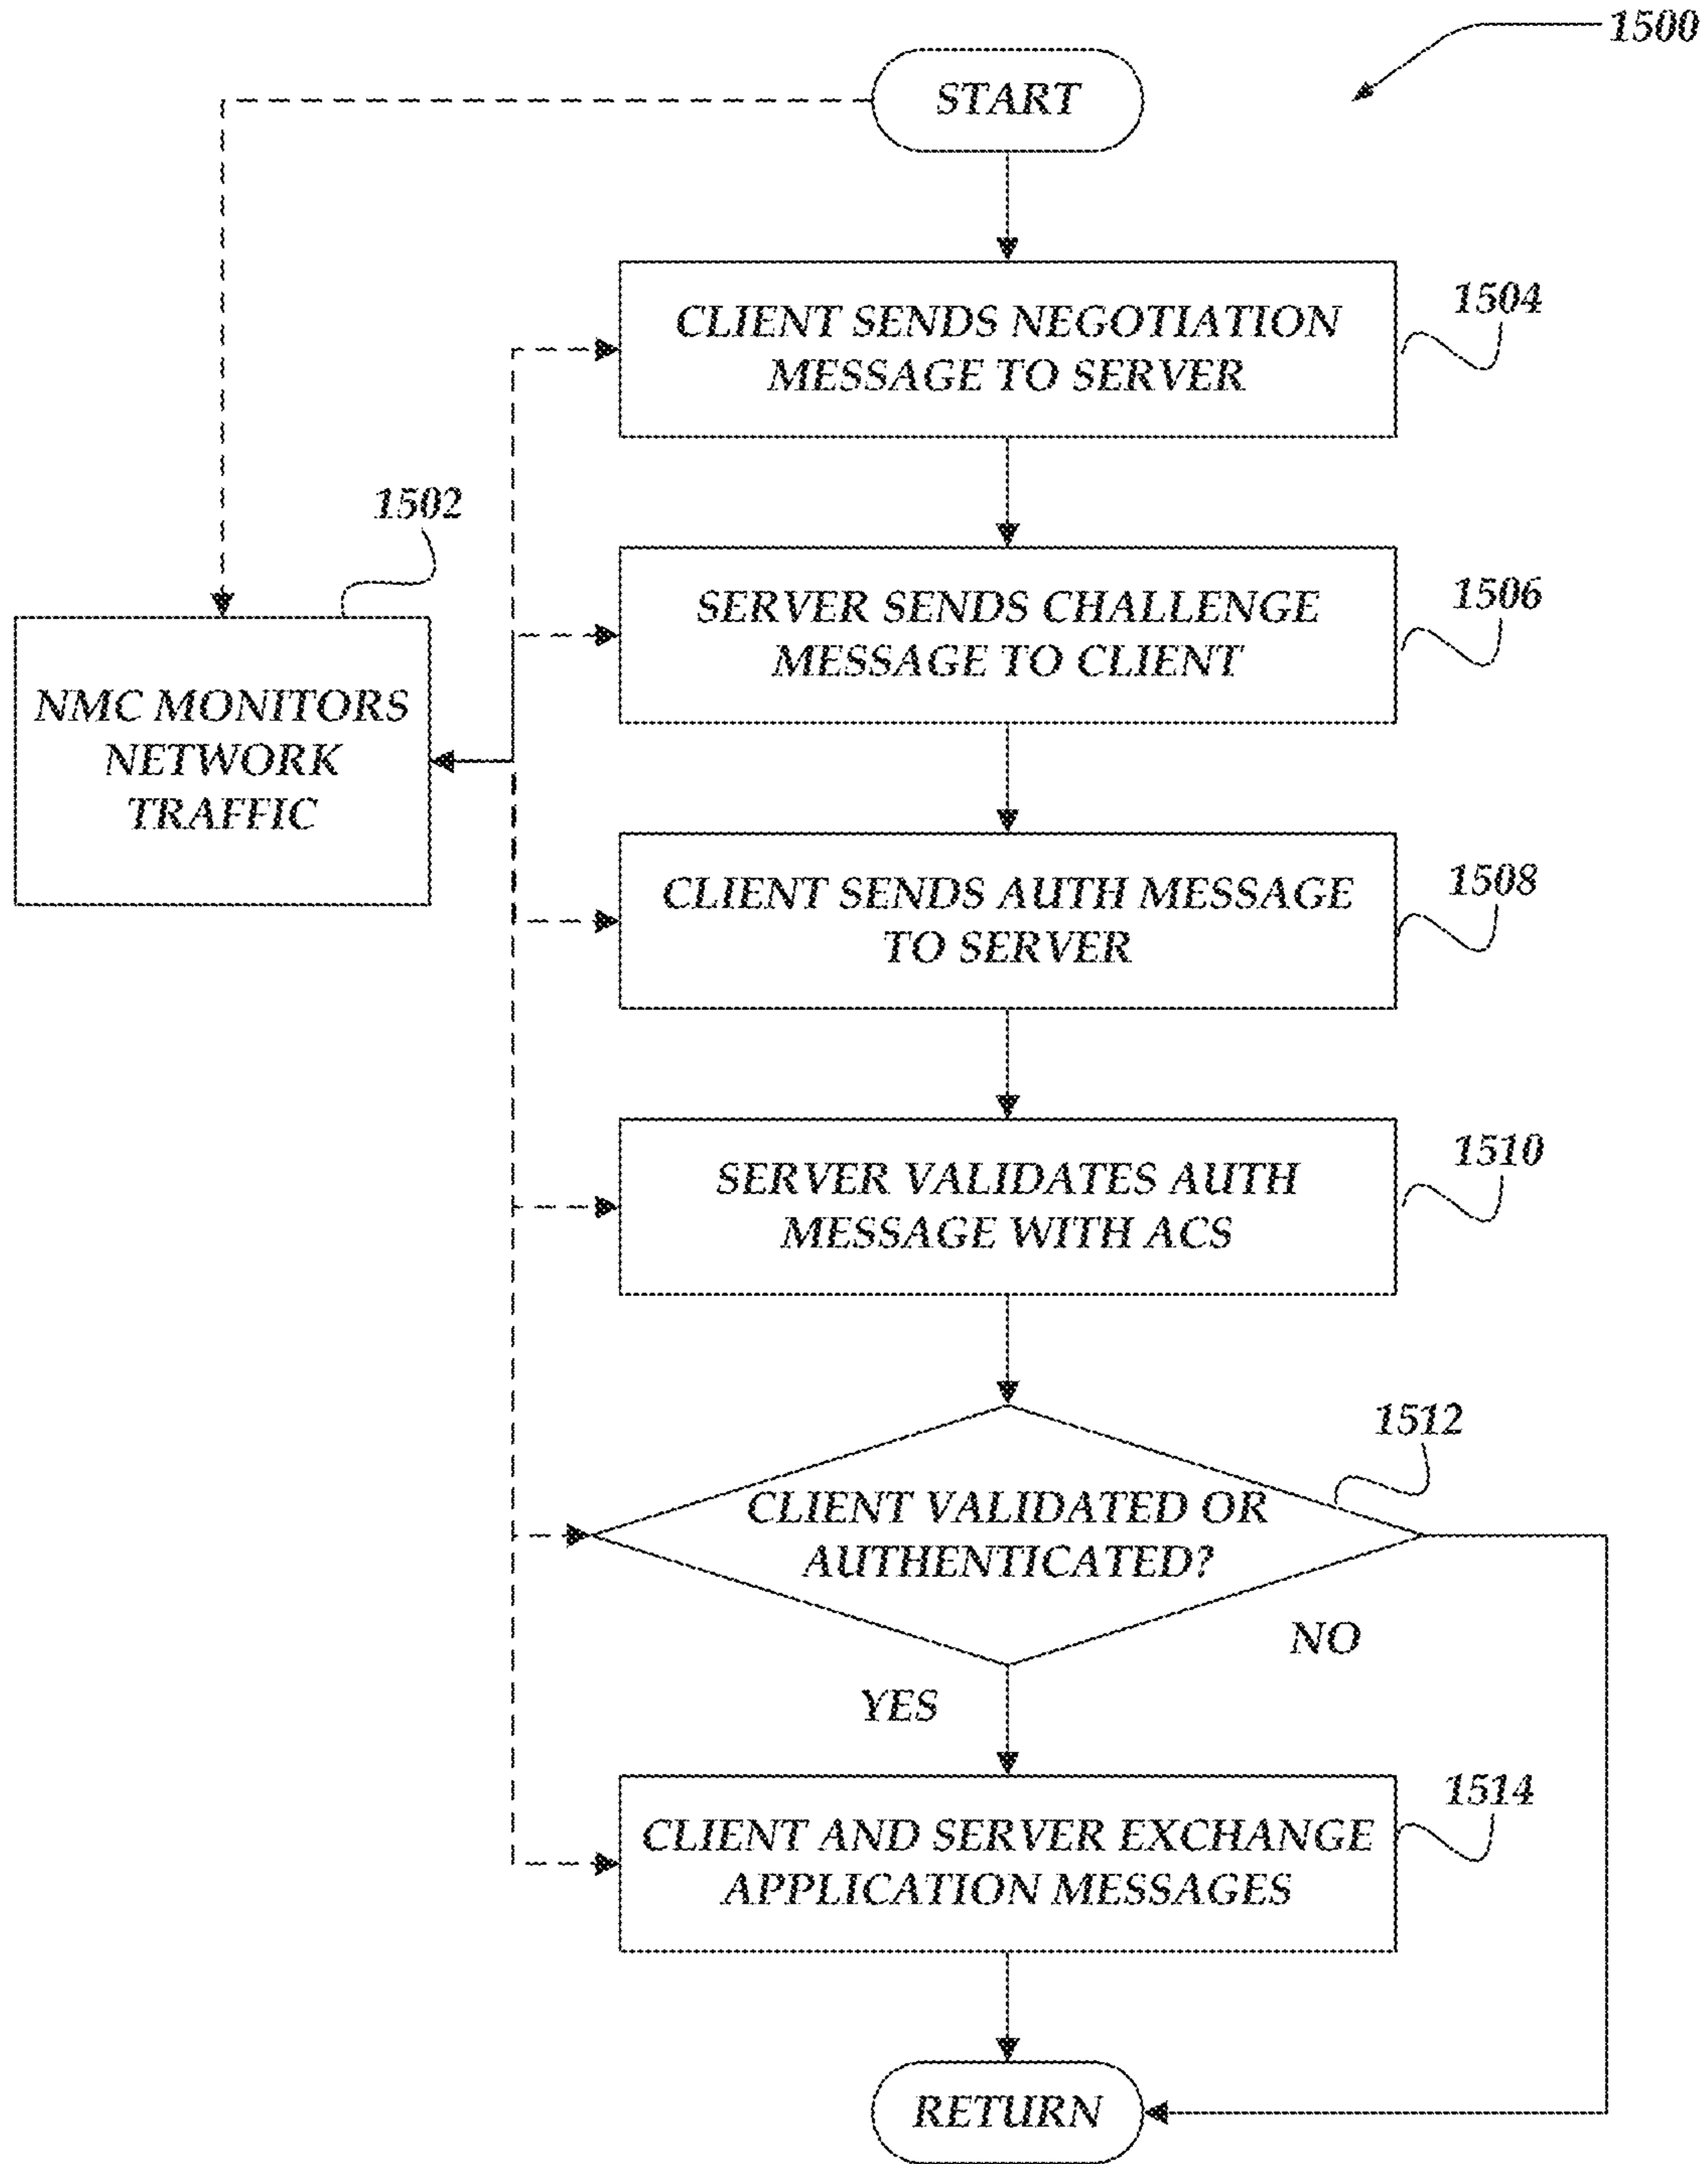 1500
START
CLIENT SENDS NEGOTIATION
MESSAGE TO SERVER
1504
1502
NMC MONITORS
NETWORK
TRAFFIC
SERVER SENDS CHALLENGE
MESSAGE TO CLIENT
1506
CLIENT SENDS AUTH MESSAGE
TO SERVER
1508
SERVER VALIDATES AUTH
MESSAGE WITH ACS
1510
CLIENT VALIDATED OR
AUTHENTICATED?
1512
NO
YES
CLIENT AND SERVER EXCHANGE
APPLICATION MESSAGES
1514
RETURN